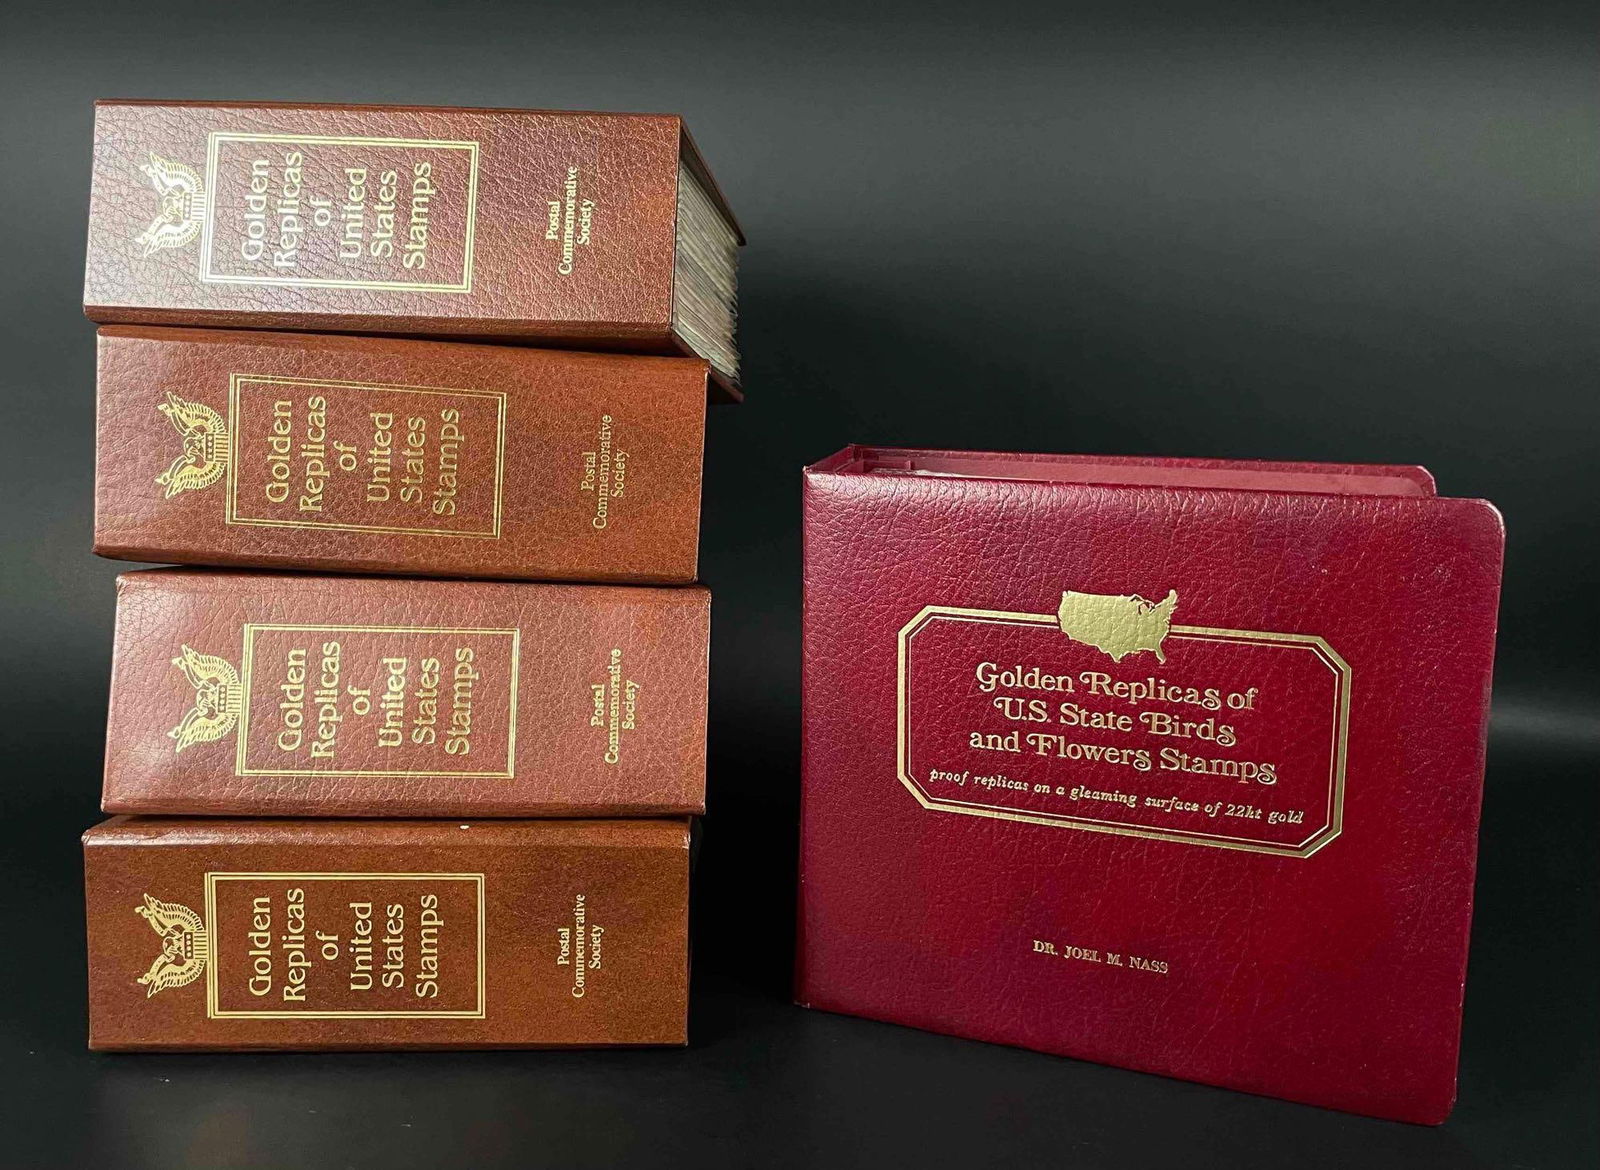 Golden
Replicas
of
United
States
Stamps
Postal
Commemorative
Society
Golden
Replicas
of
United
States
Stamps
Postal
Commemorative
Society
Golden
Replicas
of
United
States
Stamps
Postal
Commemorative
Society
Golden
Replicas
of
United
States
Stamps
Postal
Commemorative
Society
Golden Replicas of
U.S. State Birds
and Flowers Stamps
proof replicas on a gleaming surface of 22kt gold
DR. JOEL M. NASS